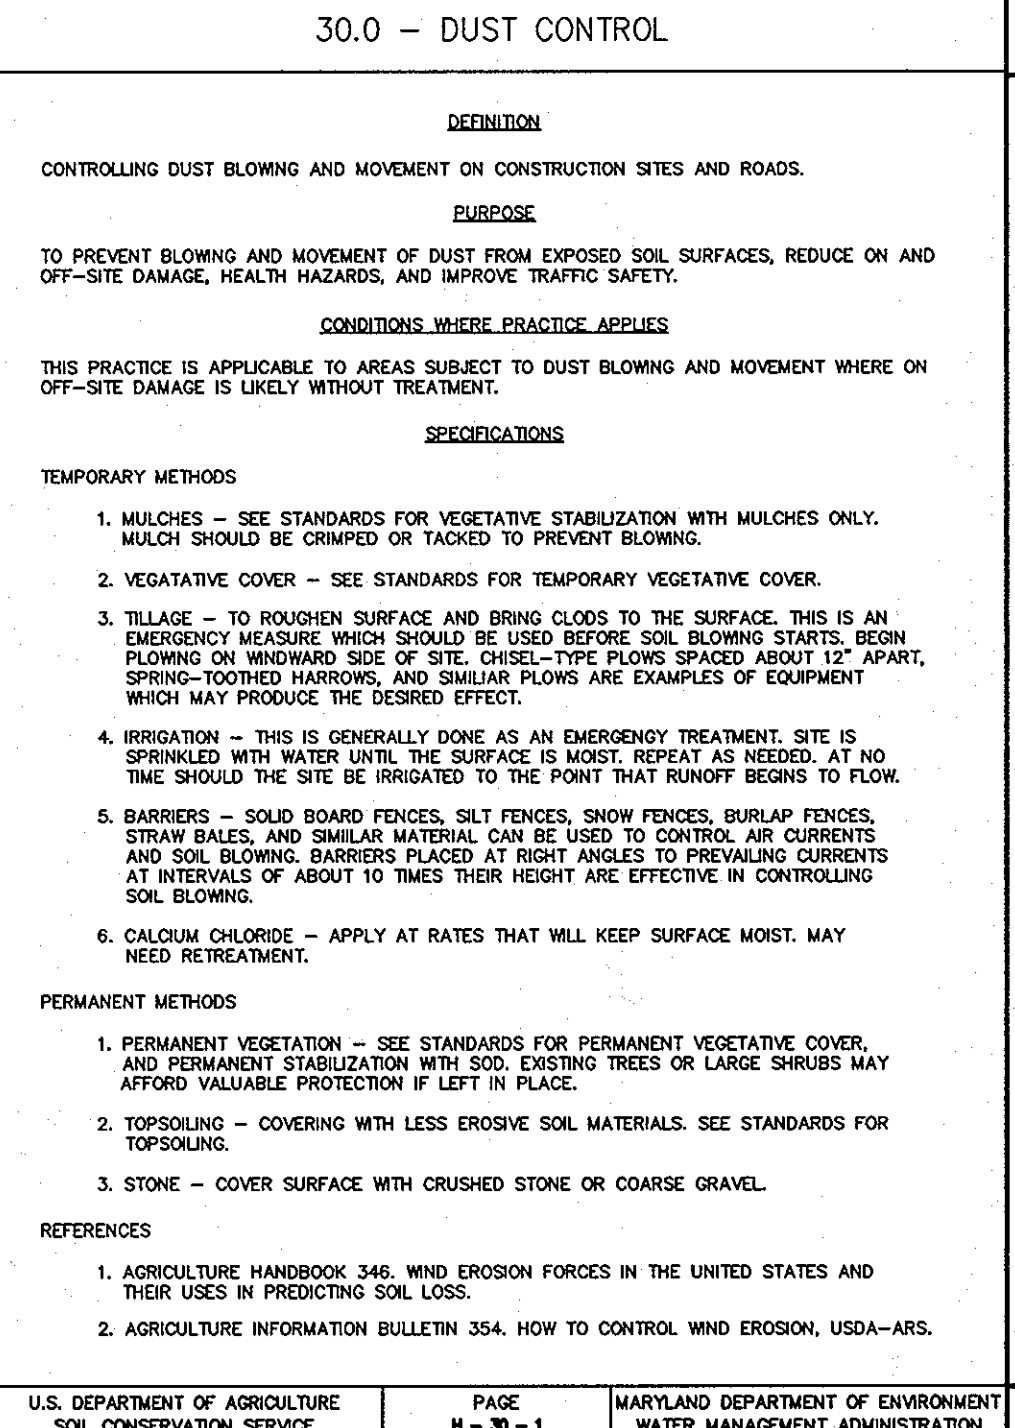 30.0 – DUST CONTROL
DEFINITION
CONTROLLING DUST BLOWING AND MOVEMENT ON CONSTRUCTION SITES AND ROADS.
PURPOSE
TO PREVENT BLOWING AND MOVEMENT OF DUST FROM EXPOSED SOIL SURFACES, REDUCE ON AND
OFF–SITE DAMAGE, HEALTH HAZARDS, AND IMPROVE TRAFFIC SAFETY.
CONDITIONS WHERE PRACTICE APPLIES
THIS PRACTICE IS APPLICABLE TO AREAS SUBJECT TO DUST BLOWING AND MOVEMENT WHERE ON
OFF–SITE DAMAGE IS LIKELY WITHOUT TREATMENT.
SPECIFICATIONS
TEMPORARY METHODS
1. MULCHES – SEE STANDARDS FOR VEGETATIVE STABILIZATION WITH MULCHES ONLY.
MULCH SHOULD BE CRIMPED OR TACKED TO PREVENT BLOWING.
2. VEGATATIVE COVER – SEE STANDARDS FOR TEMPORARY VEGETATIVE COVER.
3. TILLAGE – TO ROUGHEN SURFACE AND BRING CLODS TO THE SURFACE. THIS IS AN
EMERGENCY MEASURE WHICH SHOULD BE USED BEFORE SOIL BLOWING STARTS. BEGIN
PLOWING ON WINDWARD SIDE OF SITE. CHISEL–TYPE PLOWS SPACED ABOUT 12" APART,
SPRING–TOOTHED HARROWS, AND SIMILIAR PLOWS ARE EXAMPLES OF EQUIPMENT
WHICH MAY PRODUCE THE DESIRED EFFECT.
4. IRRIGATION – THIS IS GENERALLY DONE AS AN EMERGENCY TREATMENT. SITE IS
SPRINKLED WITH WATER UNTIL THE SURFACE IS MOIST. REPEAT AS NEEDED. AT NO
TIME SHOULD THE SITE BE IRRIGATED TO THE POINT THAT RUNOFF BEGINS TO FLOW.
5. BARRIERS – SOLID BOARD FENCES, SILT FENCES, SNOW FENCES, BURLAP FENCES,
STRAW BALES, AND SIMIILAR MATERIAL CAN BE USED TO CONTROL AIR CURRENTS
AND SOIL BLOWING. BARRIERS PLACED AT RIGHT ANGLES TO PREVAILING CURRENTS
AT INTERVALS OF ABOUT 10 TIMES THEIR HEIGHT ARE EFFECTIVE IN CONTROLLING
SOIL BLOWING.
6. CALCIUM CHLORIDE – APPLY AT RATES THAT WILL KEEP SURFACE MOIST. MAY
NEED RETREATMENT.
PERMANENT METHODS
1. PERMANENT VEGETATION – SEE STANDARDS FOR PERMANENT VEGETATIVE COVER,
AND PERMANENT STABILIZATION WITH SOD. EXISTING TREES OR LARGE SHRUBS MAY
AFFORD VALUABLE PROTECTION IF LEFT IN PLACE.
2. TOPSOILING – COVERING WITH LESS EROSIVE SOIL MATERIALS. SEE STANDARDS FOR
TOPSOILING.
3. STONE – COVER SURFACE WITH CRUSHED STONE OR COARSE GRAVEL.
REFERENCES
1. AGRICULTURE HANDBOOK 346. WIND EROSION FORCES IN THE UNITED STATES AND
THEIR USES IN PREDICTING SOIL LOSS.
2. AGRICULTURE INFORMATION BULLETIN 354. HOW TO CONTROL WIND EROSION, USDA–ARS.
U.S. DEPARTMENT OF AGRICULTURE
SOIL CONSERVATION SERVICE
PAGE
H – 30 – 1
MARYLAND DEPARTMENT OF ENVIRONMENT
WATER MANAGEMENT ADMINISTRATION